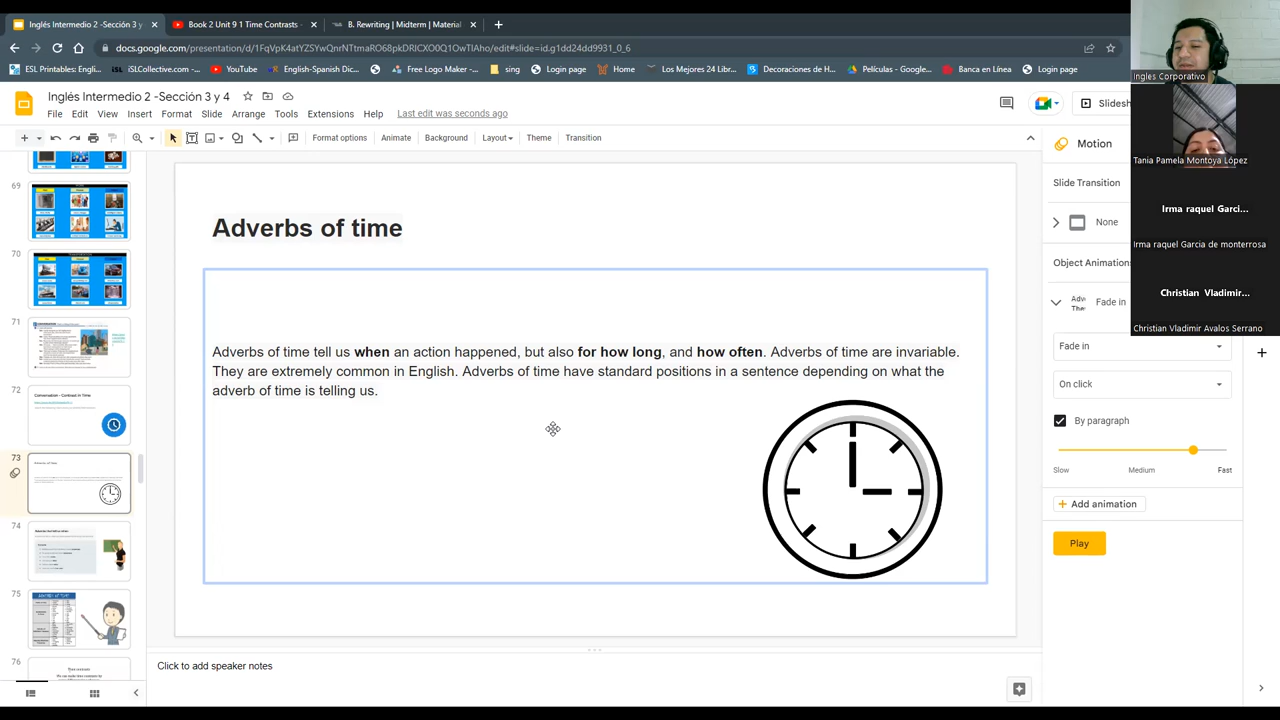 Inglés Intermedio 2 -Sección 3 y 4
Book 2 Unit 9 1 Time Contrasts -
B. Rewriting | Midterm | Material
docs.google.com/presentation/d/1FqVpK4atYZSYwQnrNTtmaRO68pkDRICXO0Q1OwTlAho/edit#slide=id.g1dd24dd9931_0_6
ESL Printables: Engli...
iSLCollective.com -...
YouTube
English-Spanish Dic...
Free Logo Maker -...
sing
Login page
Home
Los Mejores 24 Libr...
Decoraciones de H...
Películas - Google...
Banca en Línea
Login page
Inglés Intermedio 2 -Sección 3 y 4
File Edit View Insert Format Slide Arrange Tools Extensions Help Last edit was seconds ago
Slidesh
Format options Animate Background Layout Theme Transition
69
70
71
72
Conversation - Contrast in Time
73
74
75
76
Adverbs of time
Adverbs of time tell us when an action happened, but also for how long, and how often. Adverbs of time are invariable.
They are extremely common in English. Adverbs of time have standard positions in a sentence depending on what the
adverb of time is telling us.
Click to add speaker notes
Motion
Slide Transition
None
Object Animations
Fade in
Fade in
On click
By paragraph
Slow Medium Fast
+ Add animation
Play
Ingles Corporativo
Tania Pamela Montoya López
Irma raquel Garci...
Irma raquel Garcia de monterrosa
Christian Vladimir...
Christian Vladimir Avalos Serrano